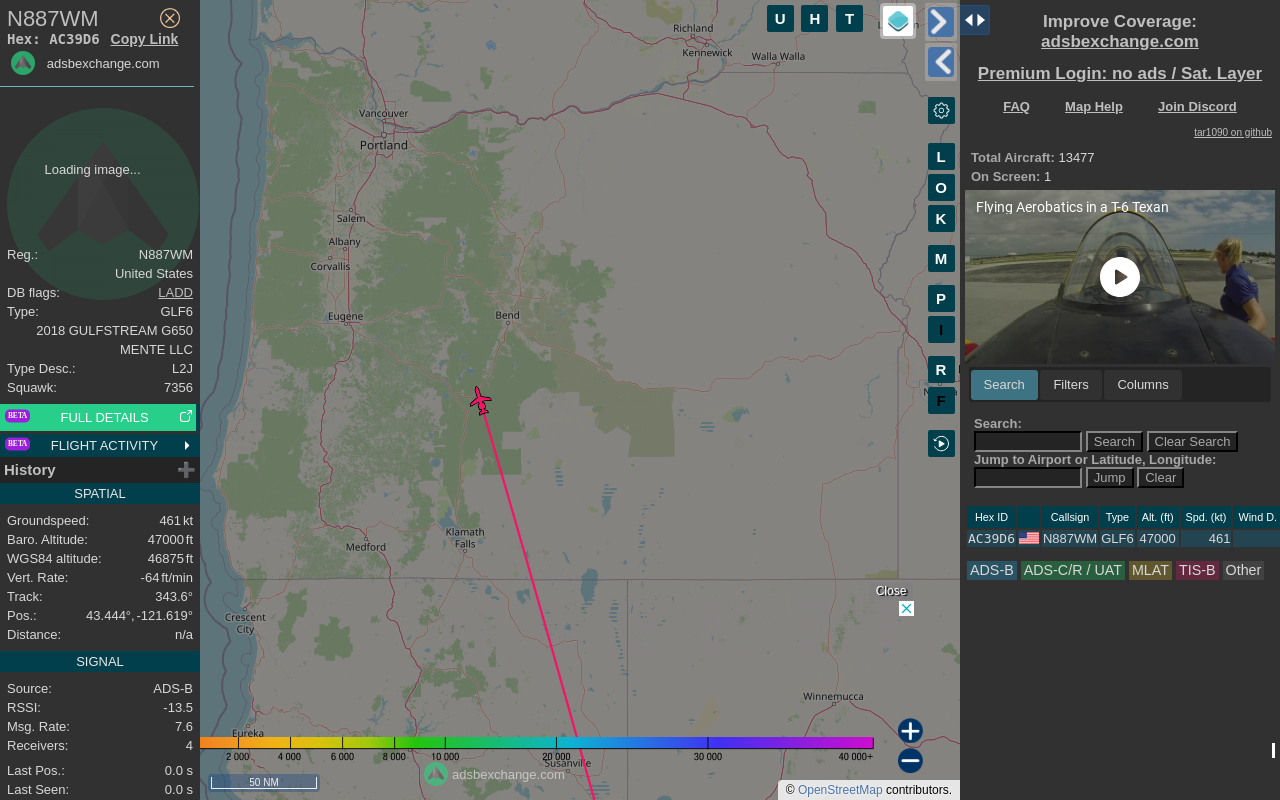 N887WM
Hex: AC39D6 Copy Link
adsbexchange.com
Loading image...
Reg.: N887WM
United States
DB flags: LADD
Type: GLF6
2018 GULFSTREAM G650
MENTE LLC
Type Desc.: L2J
Squawk: 7356
BETA FULL DETAILS
BETA FLIGHT ACTIVITY
History
SPATIAL
Groundspeed: 461 kt
Baro. Altitude: 47000 ft
WGS84 altitude: 46875 ft
Vert. Rate: -64 ft/min
Track: 343.6°
Pos.: 43.444°, -121.619°
Distance: n/a
SIGNAL
Source: ADS-B
RSSI: -13.5
Msg. Rate: 7.6
Receivers: 4
Last Pos.: 0.0 s
Last Seen: 0.0 s
U H T
Richland
Kennewick
Walla Walla
Vancouver
Portland
Salem
Albany
Corvallis
Eugene
Bend
Medford
Klamath
Falls
Crescent
City
Eureka
Susanville
Winnemucca
L
O
K
M
P
I
R
F
Close
2 000 4 000 6 000 8 000 10 000 20 000 30 000 40 000+
adsbexchange.com
50 NM
© OpenStreetMap contributors.
Improve Coverage:
adsbexchange.com
Premium Login: no ads / Sat. Layer
FAQ Map Help Join Discord
tar1090 on github
Total Aircraft: 13477
On Screen: 1
Flying Aerobatics in a T-6 Texan
Search Filters Columns
Search:
Search Clear Search
Jump to Airport or Latitude, Longitude:
Jump Clear
Hex ID Callsign Type Alt. (ft) Spd. (kt) Wind D.
AC39D6 N887WM GLF6 47000 461
ADS-B ADS-C/R / UAT MLAT TIS-B Other